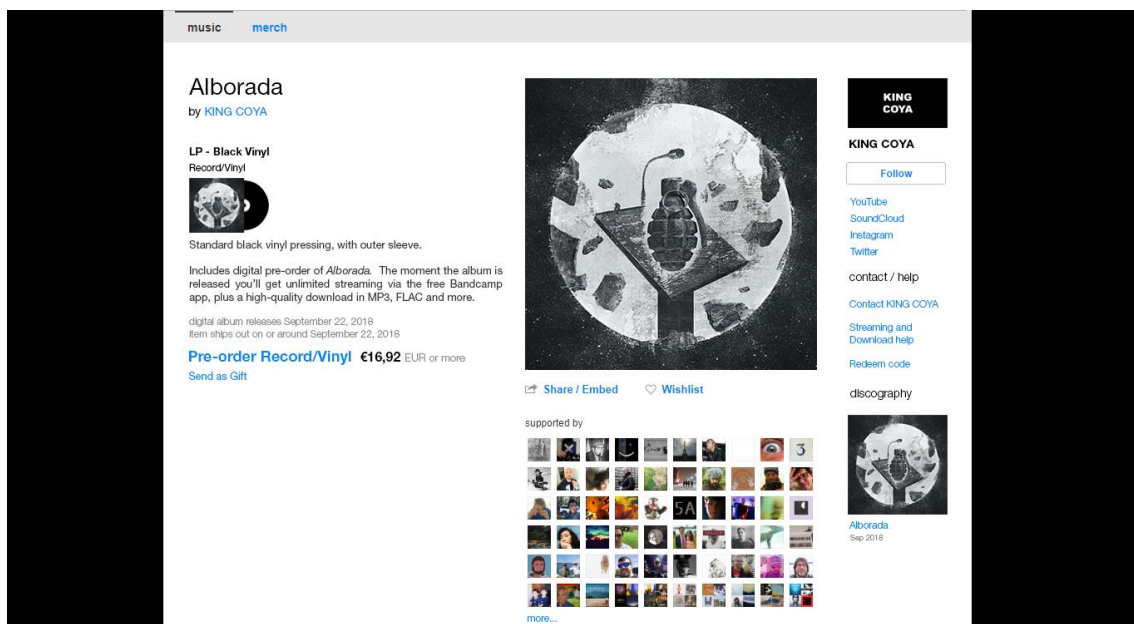 music merch
Alborada
by KING COYA
LP - Black Vinyl
Record/Vinyl
Standard black vinyl pressing, with outer sleeve.
Includes digital pre-order of Alborada. The moment the album is
released you'll get unlimited streaming via the free Bandcamp
app, plus a high-quality download in MP3, FLAC and more.
digital album releases September 22, 2018
Item ships out on or around September 22, 2018
Pre-order Record/Vinyl €16,92 EUR or more
Send as Gift
Share / Embed Wishlist
supported by
3
5A
more...
KING
COYA
KING COYA
Follow
YouTube
SoundCloud
Instagram
Twitter
contact / help
Contact KING COYA
Streaming and
Download help
Redeem code
discography
Alborada
Sep 2018